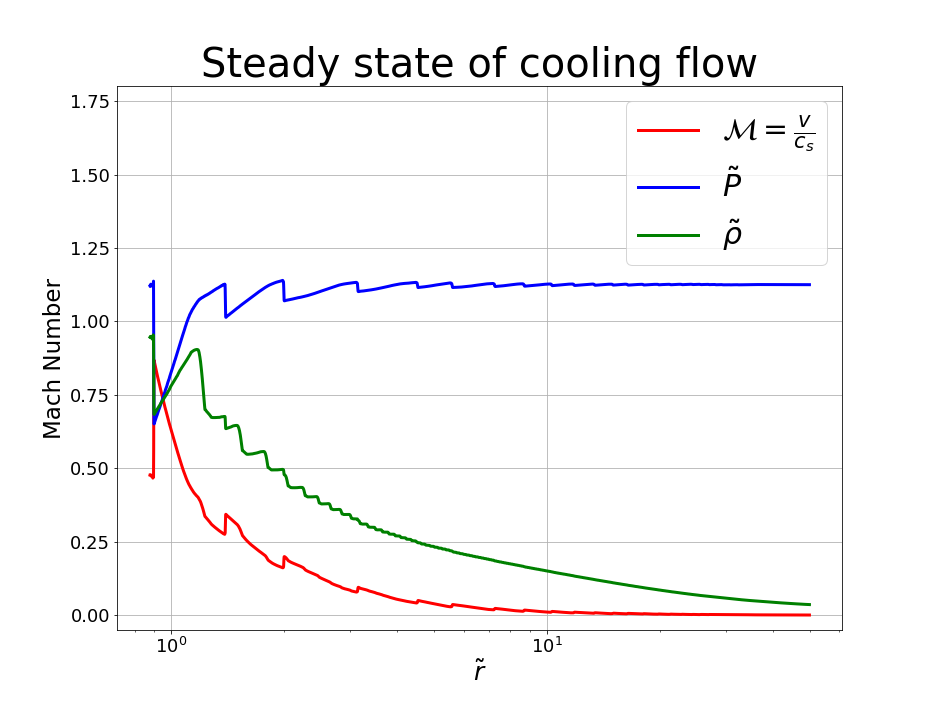 Steady state of cooling flow
1.75
1.50
1.25
1.00
0.75
0.50
0.25
0.00
Mach Number
10⁰
10¹
r̃
ℳ = v/cₛ
P̃
ρ̃